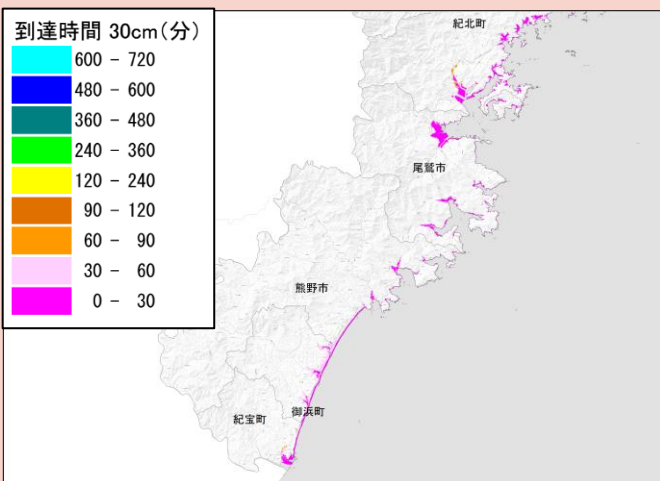 到達時間 30cm(分)
600 - 720
480 - 600
360 - 480
240 - 360
120 - 240
90 - 120
60 - 90
30 - 60
0 - 30
紀北町
尾鷲市
熊野市
御浜町
紀宝町